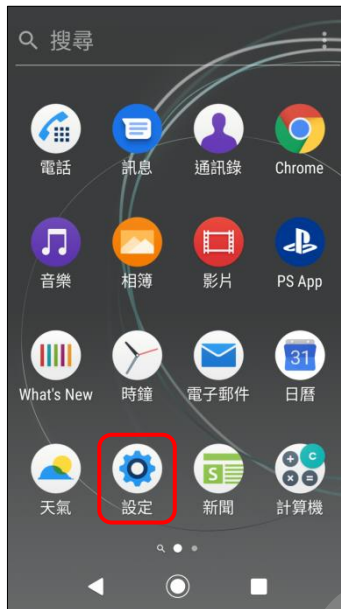 搜尋
電話 訊息 通訊錄 Chrome
音樂 相簿 影片 PS App
31
What's New 時鐘 電子郵件 日曆
S
C
天氣 設定 新聞 計算機